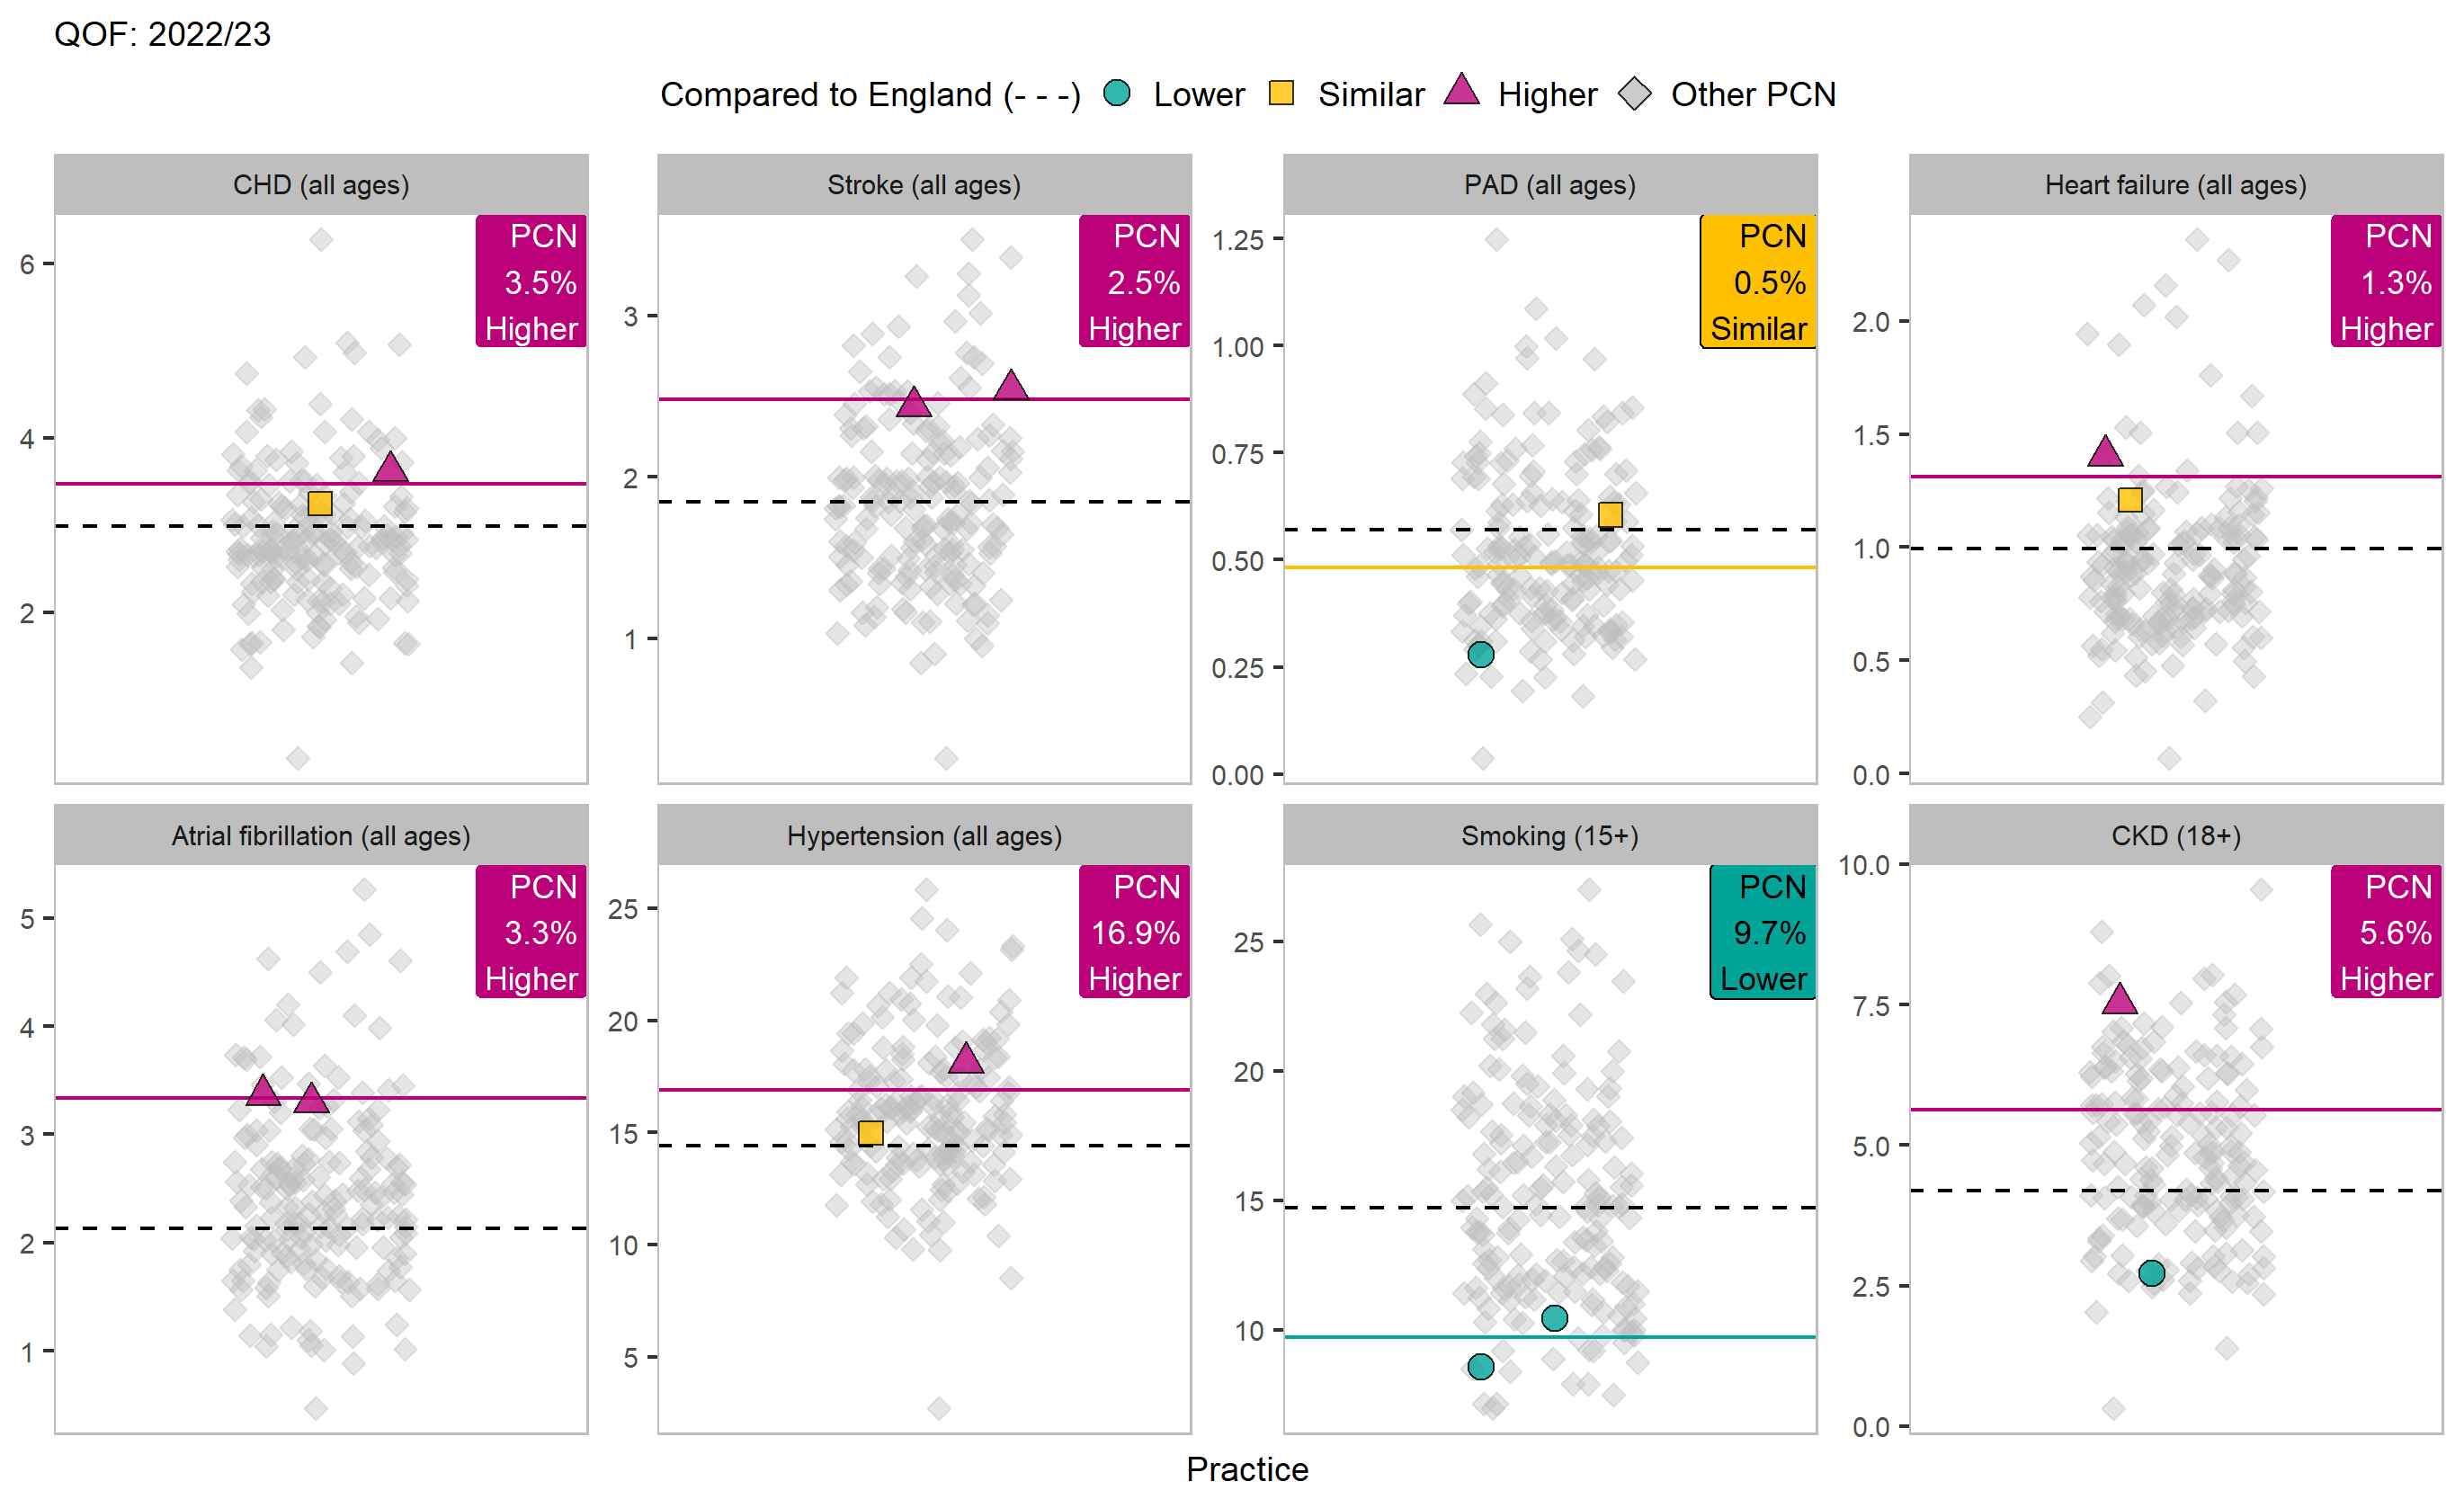 QOF: 2022/23
Compared to England (- - -) Lower Similar Higher Other PCN
CHD (all ages)
PCN
3.5%
Higher
6
4
2
Stroke (all ages)
PCN
2.5%
Higher
3
2
1
PAD (all ages)
PCN
0.5%
Similar
1.25
1.00
0.75
0.50
0.25
0.00
Heart failure (all ages)
PCN
1.3%
Higher
2.0
1.5
1.0
0.5
0.0
Atrial fibrillation (all ages)
PCN
3.3%
Higher
5
4
3
2
1
Hypertension (all ages)
PCN
16.9%
Higher
25
20
15
10
5
Smoking (15+)
PCN
9.7%
Lower
25
20
15
10
CKD (18+)
PCN
5.6%
Higher
10.0
7.5
5.0
2.5
0.0
Practice